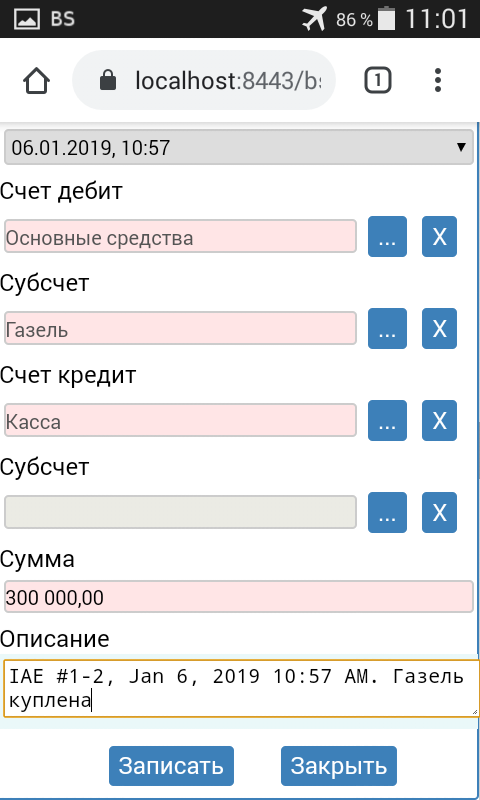 BS 86 % 11:01
localhost:8443/bs 1
06.01.2019, 10:57
Счет дебит
Основные средства ... X
Субсчет
Газель ... X
Счет кредит
Касса ... X
Субсчет
... X
Сумма
300 000,00
Описание
IAE #1-2, Jan 6, 2019 10:57 AM. Газель
куплена
Записать Закрыть